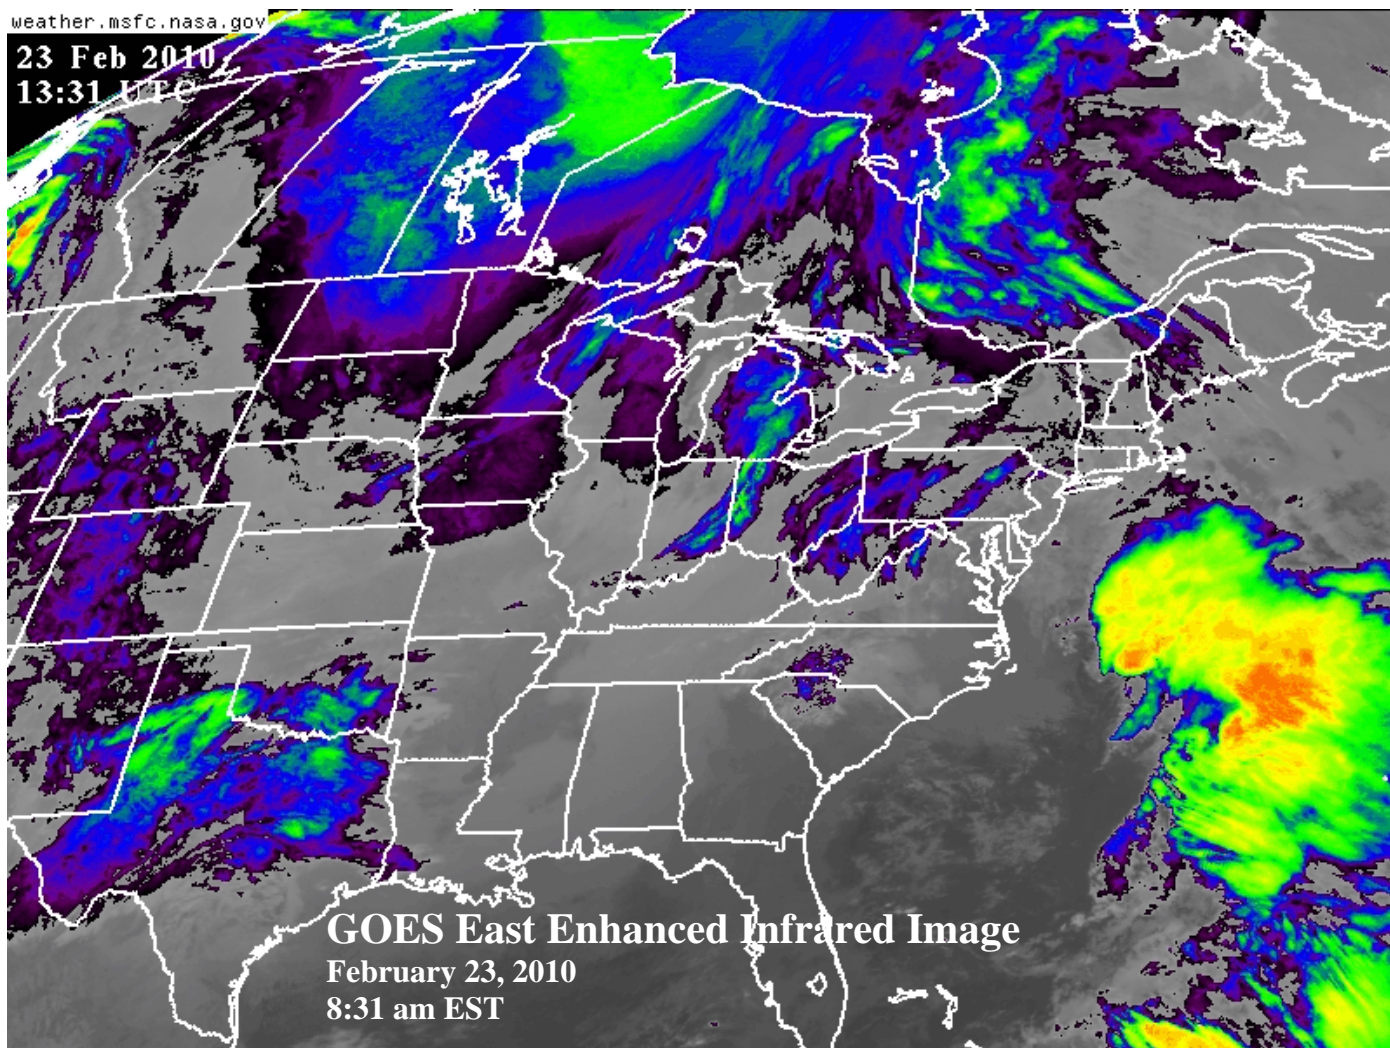 weather.msfc.nasa.gov
23 Feb 2010
13:31 UTC
GOES East Enhanced Infrared Image
February 23, 2010
8:31 am EST